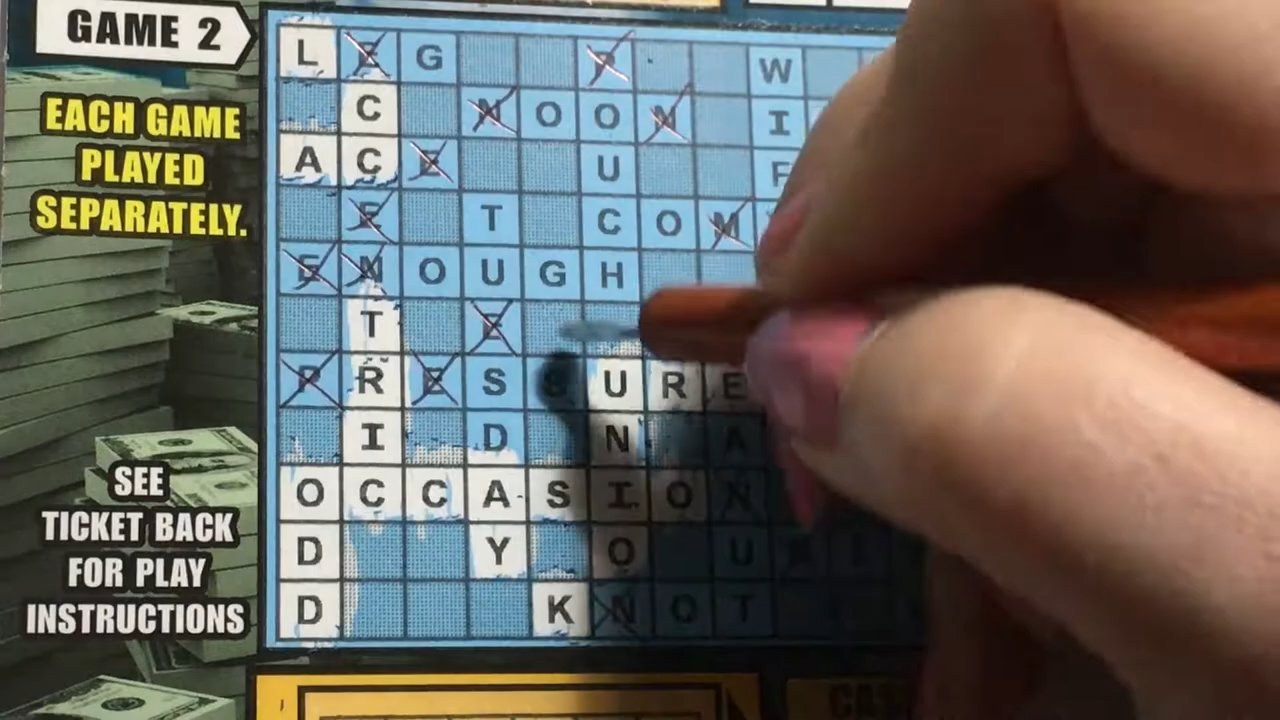 GAME 2
EACH GAME
PLAYED
SEPARATELY.
SEE
TICKET BACK
FOR PLAY
INSTRUCTIONS
L E G P W
C N O O N I
A C E U F
E T C O M
E N O U G H
T E
P R E S S U R E
I D N A
O C C A S I O N
D Y O U L
D K N O T